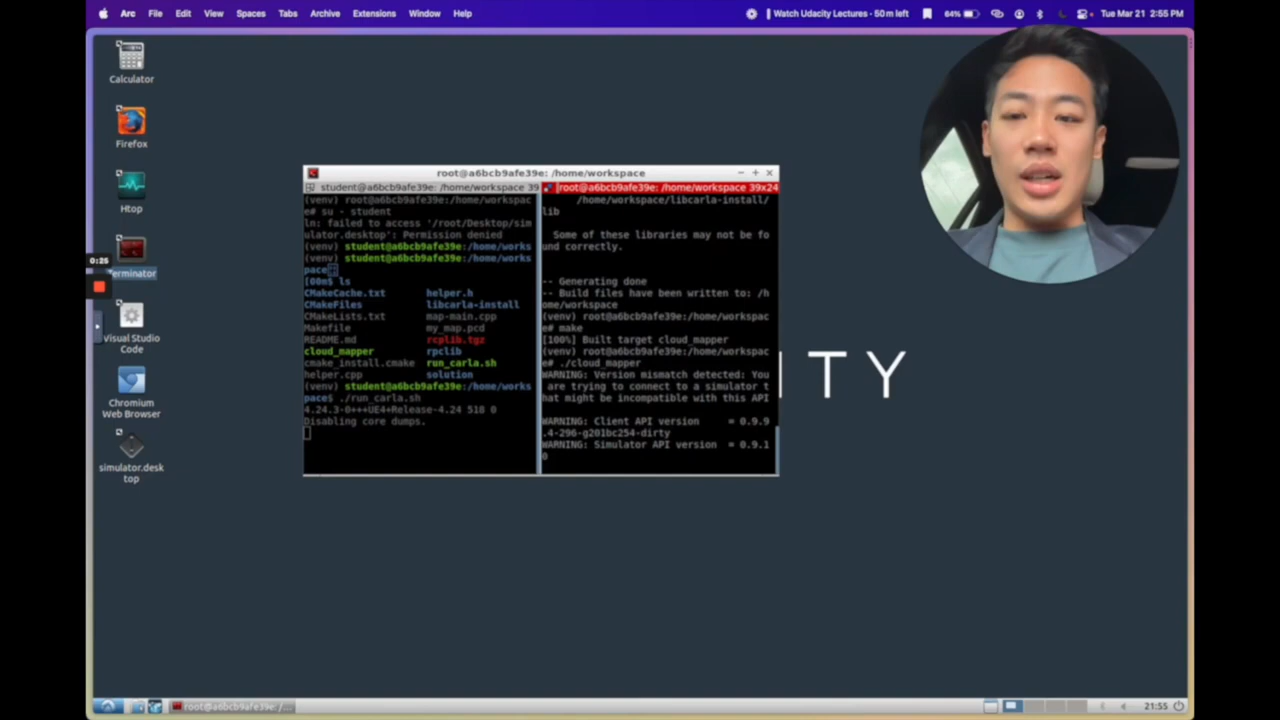 Arc File Edit View Spaces Tabs Archive Extensions Window Help
Watch Udacity Lectures · 50 m left 64% Tue Mar 21 2:55 PM
Calculator
Firefox
Htop
0:25
Terminator
Visual Studio
Code
Chromium
Web Browser
simulator.desk
top
root@a6bcb9afe39e: /home/workspace
student@a6bcb9afe39e: /home/workspace 39
(venv) root@a6bcb9afe39e:/home/workspac
e# su - student
ln: failed to access '/root/Desktop/sim
ulator.desktop': Permission denied
(venv) student@a6bcb9afe39e:/home/works
(venv) student@a6bcb9afe39e:/home/works
pace
[00m$ ls
CMakeCache.txt helper.h
CMakeFiles libcarla-install
CMakeLists.txt map-main.cpp
Makefile my_map.pcd
README.md rcplib.tgz
cloud_mapper rpclib
cmake_install.cmake run_carla.sh
helper.cpp solution
(venv) student@a6bcb9afe39e:/home/works
pace$ ./run_carla.sh
4.24.3-0+++UE4+Release-4.24 518 0
Disabling core dumps.
root@a6bcb9afe39e: /home/workspace 39x24
/home/workspace/libcarla-install/
lib
Some of these libraries may not be fo
und correctly.
-- Generating done
-- Build files have been written to: /h
ome/workspace
(venv) root@a6bcb9afe39e:/home/workspac
e# make
[100%] Built target cloud_mapper
(venv) root@a6bcb9afe39e:/home/workspac
e# ./cloud_mapper
WARNING: Version mismatch detected: You
are trying to connect to a simulator t
hat might be incompatible with this API
WARNING: Client API version = 0.9.9
.4-296-g201bc254-dirty
WARNING: Simulator API version = 0.9.1
0
ITY
root@a6bcb9afe39e: /...
21:55